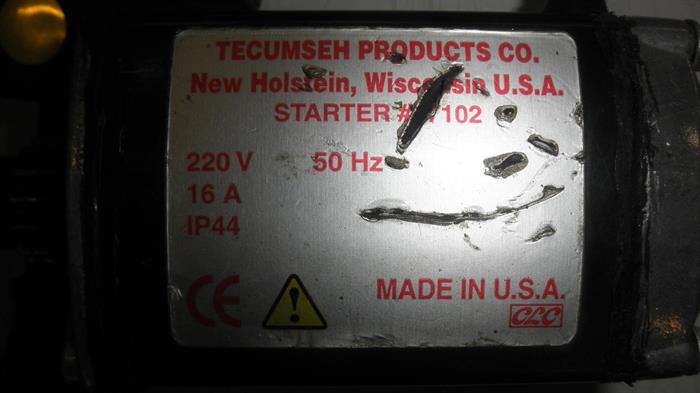 TECUMSEH PRODUCTS CO.
New Holstein, Wisconsin U.S.A.
STARTER #
220 V 50 Hz
16 A
IP44
CE
MADE IN U.S.A.
CLC